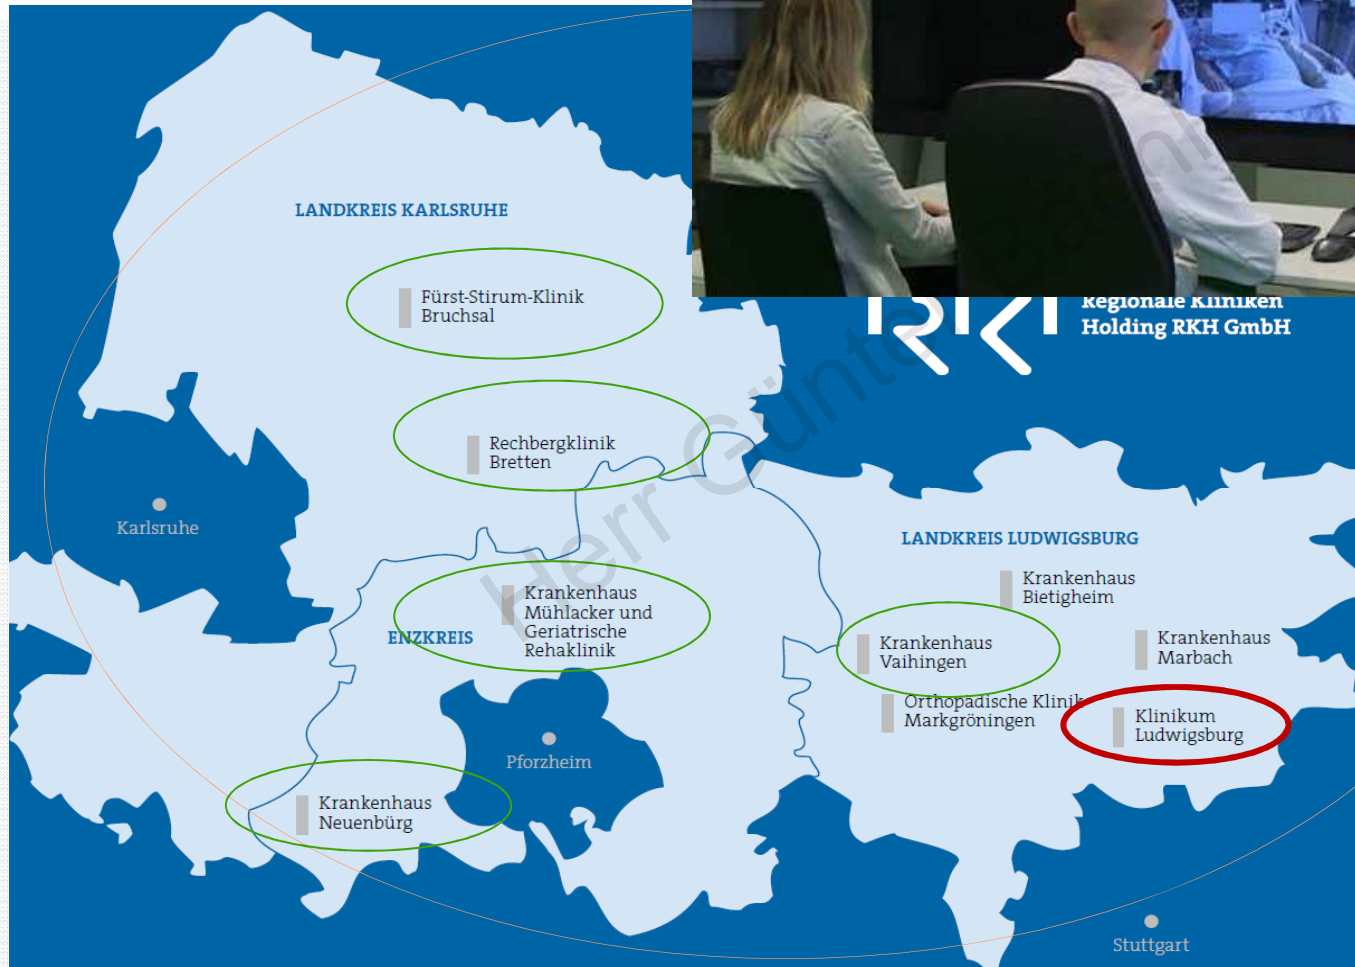 LANDKREIS KARLSRUHE
Fürst-Stirum-Klinik
Bruchsal
RKH
Regionale Kliniken
Holding RKH GmbH
Rechbergklinik
Bretten
Karlsruhe
LANDKREIS LUDWIGSBURG
Krankenhaus
Bietigheim
Krankenhaus
Mühlacker und
Geriatrische
Rehaklinik
ENZKREIS
Krankenhaus
Vaihingen
Krankenhaus
Marbach
Orthopädische Klinik
Markgröningen
Klinikum
Ludwigsburg
Pforzheim
Krankenhaus
Neuenbürg
Stuttgart
Herr Günter